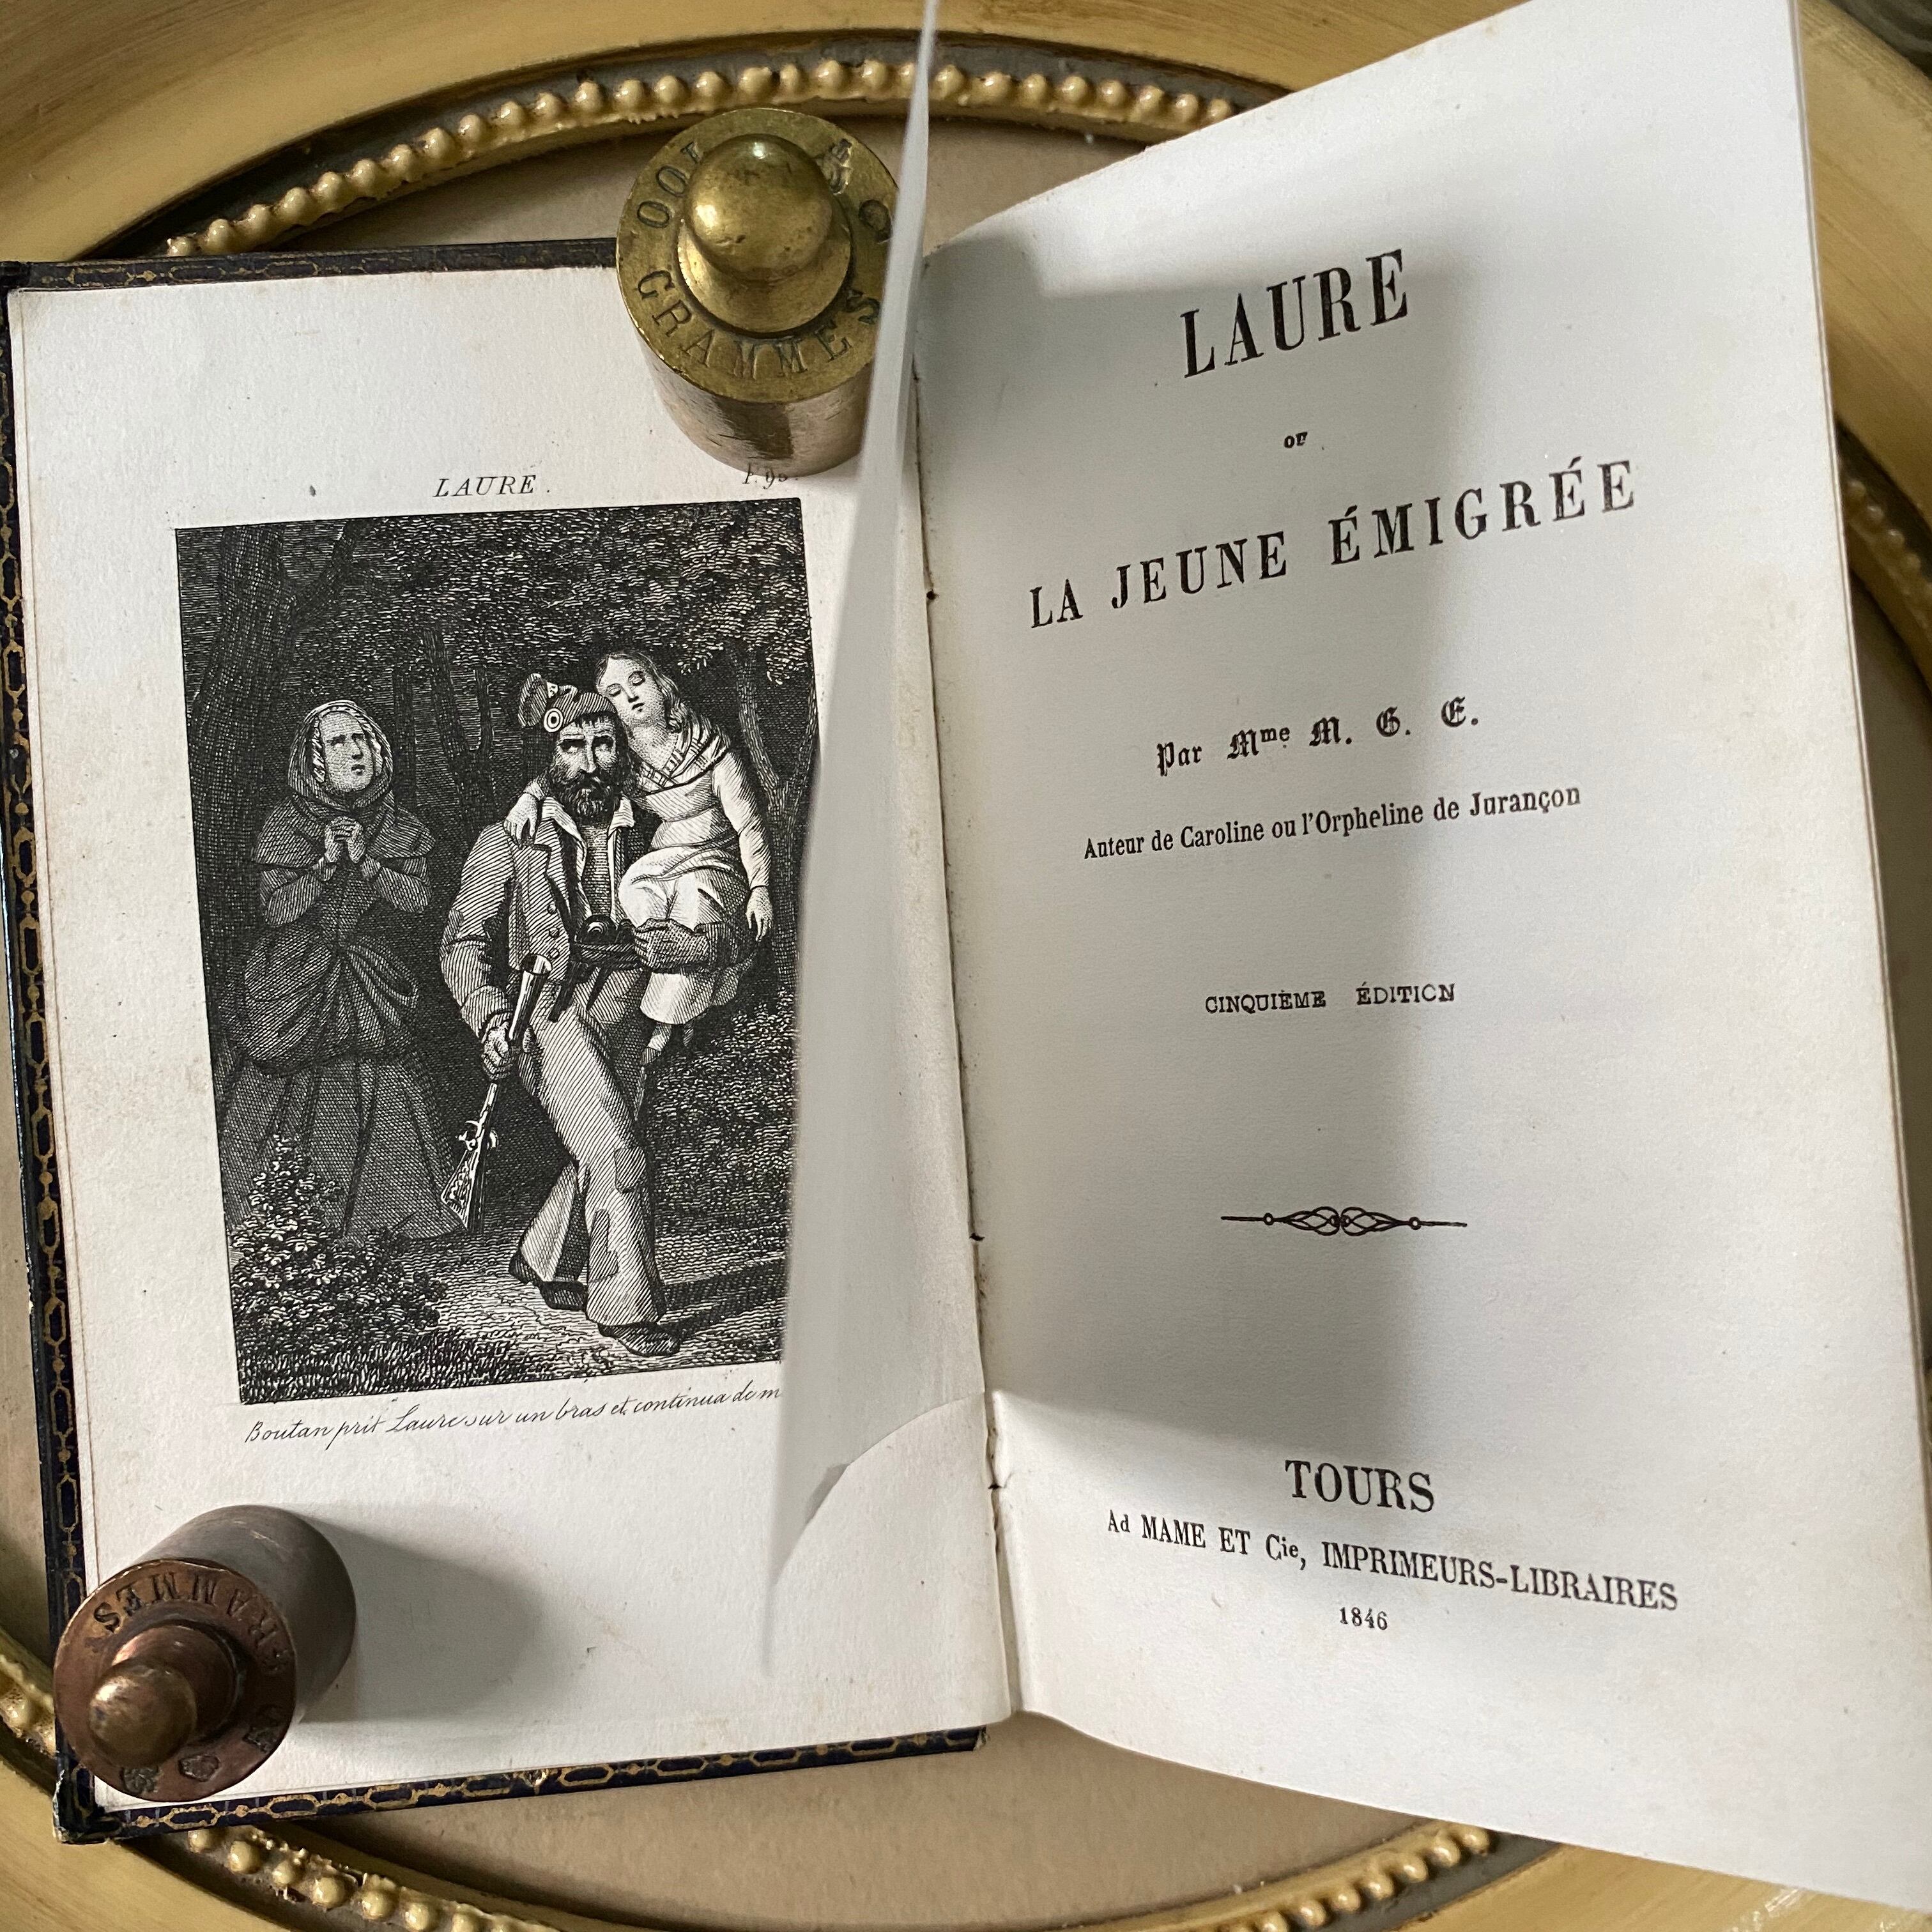 100
GRAMMES
LAURE.
Boutan prit Laure sur un bras et continua de
GRAMMES
LAURE
OU
LA JEUNE ÉMIGRÉE
Par Mme M. G. E.
Auteur de Caroline ou l'Orpheline de Jurançon
CINQUIÈME ÉDITION
TOURS
Ad MAME ET Cie, IMPRIMEURS-LIBRAIRES
1846